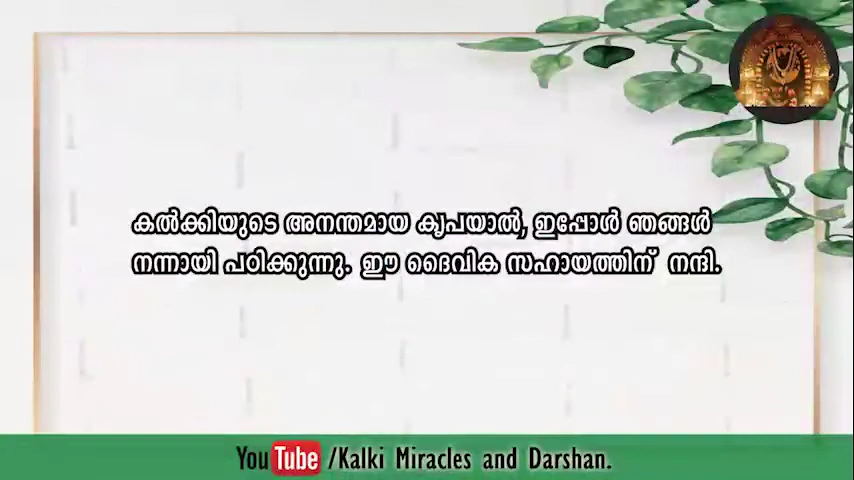 കൽക്കിയുടെ അനന്തമായ കൃപയാൽ, ഇപ്പോൾ ഞങ്ങൾ
നന്നായി പഠിക്കുന്നു. ഈ ദൈവിക സഹായത്തിന് നന്ദി.
YouTube /Kalki Miracles and Darshan.